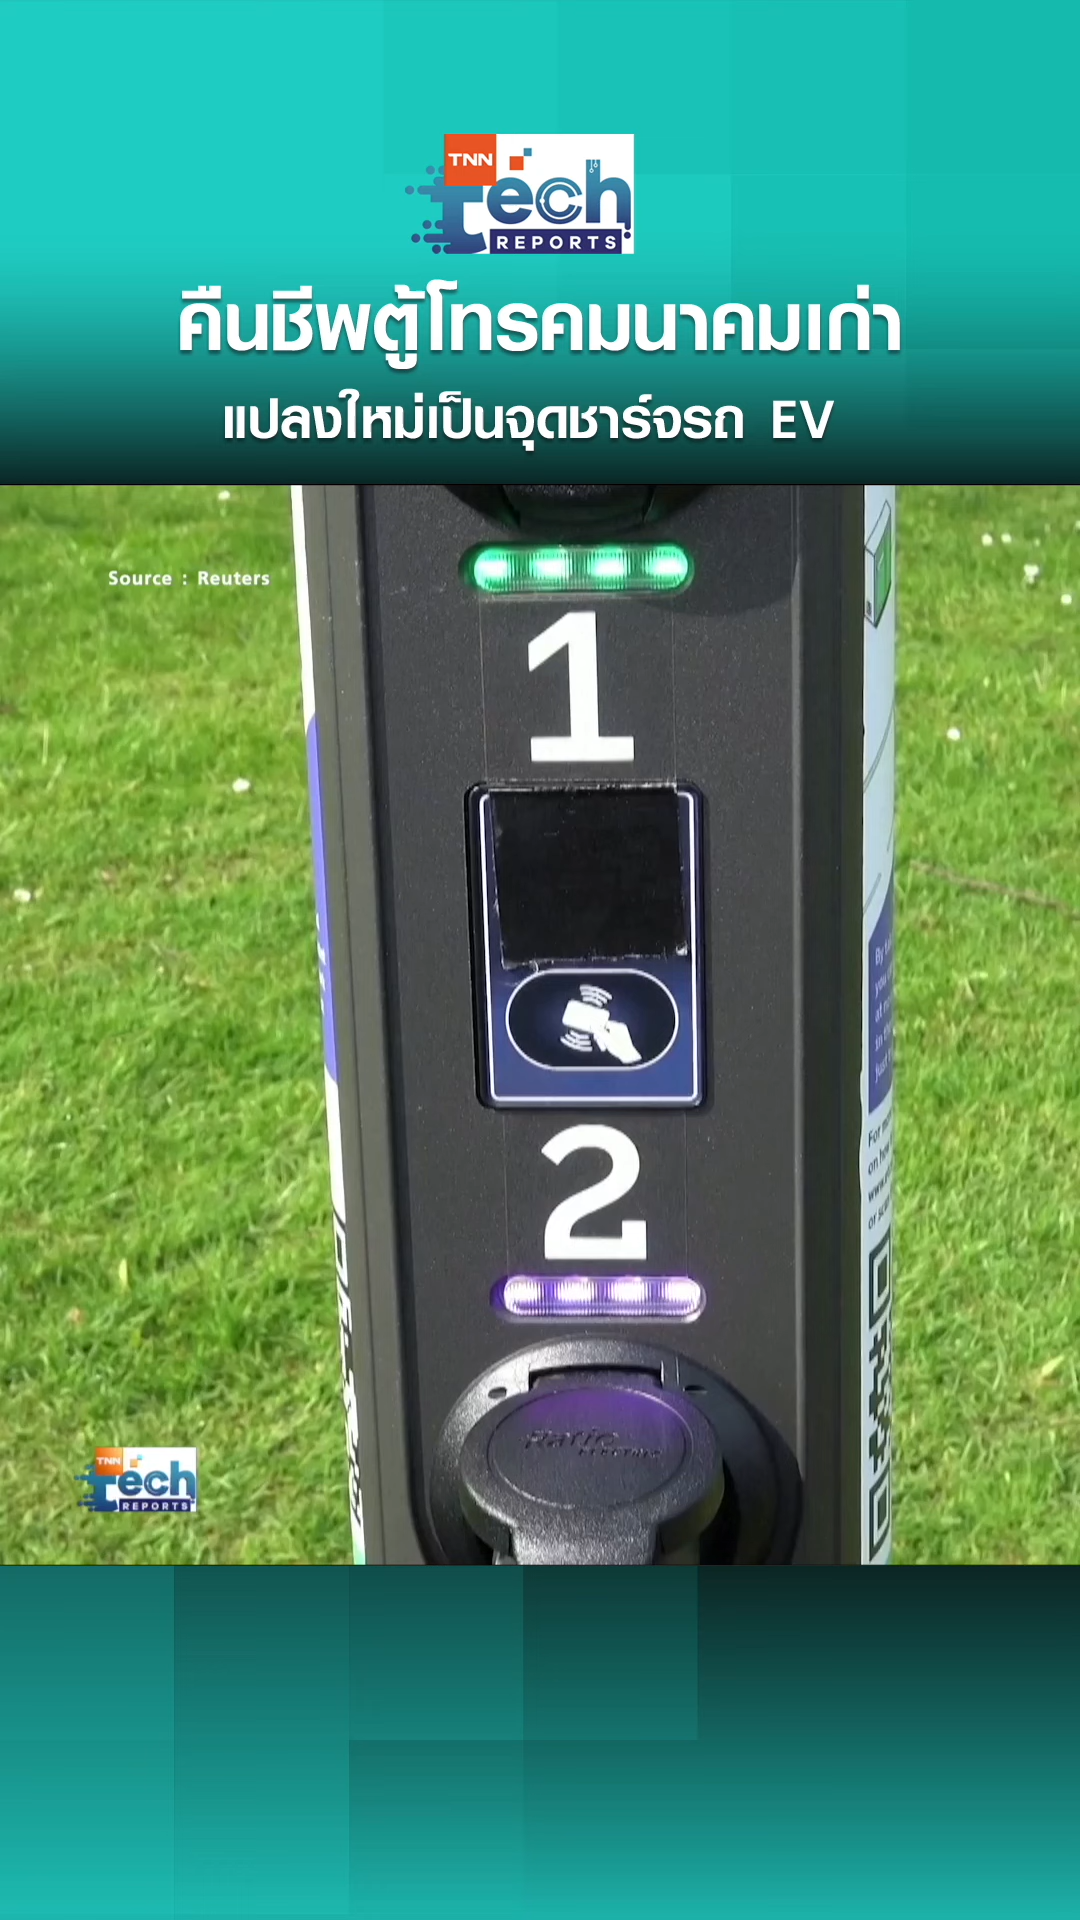 TNN
tech
REPORTS
คืนชีพตู้โทรคมนาคมเก่า
แปลงใหม่เป็นจุดชาร์จรถ EV
Source : Reuters
1
2
Ratio
ELECTRIC
TNN
tech
REPORTS